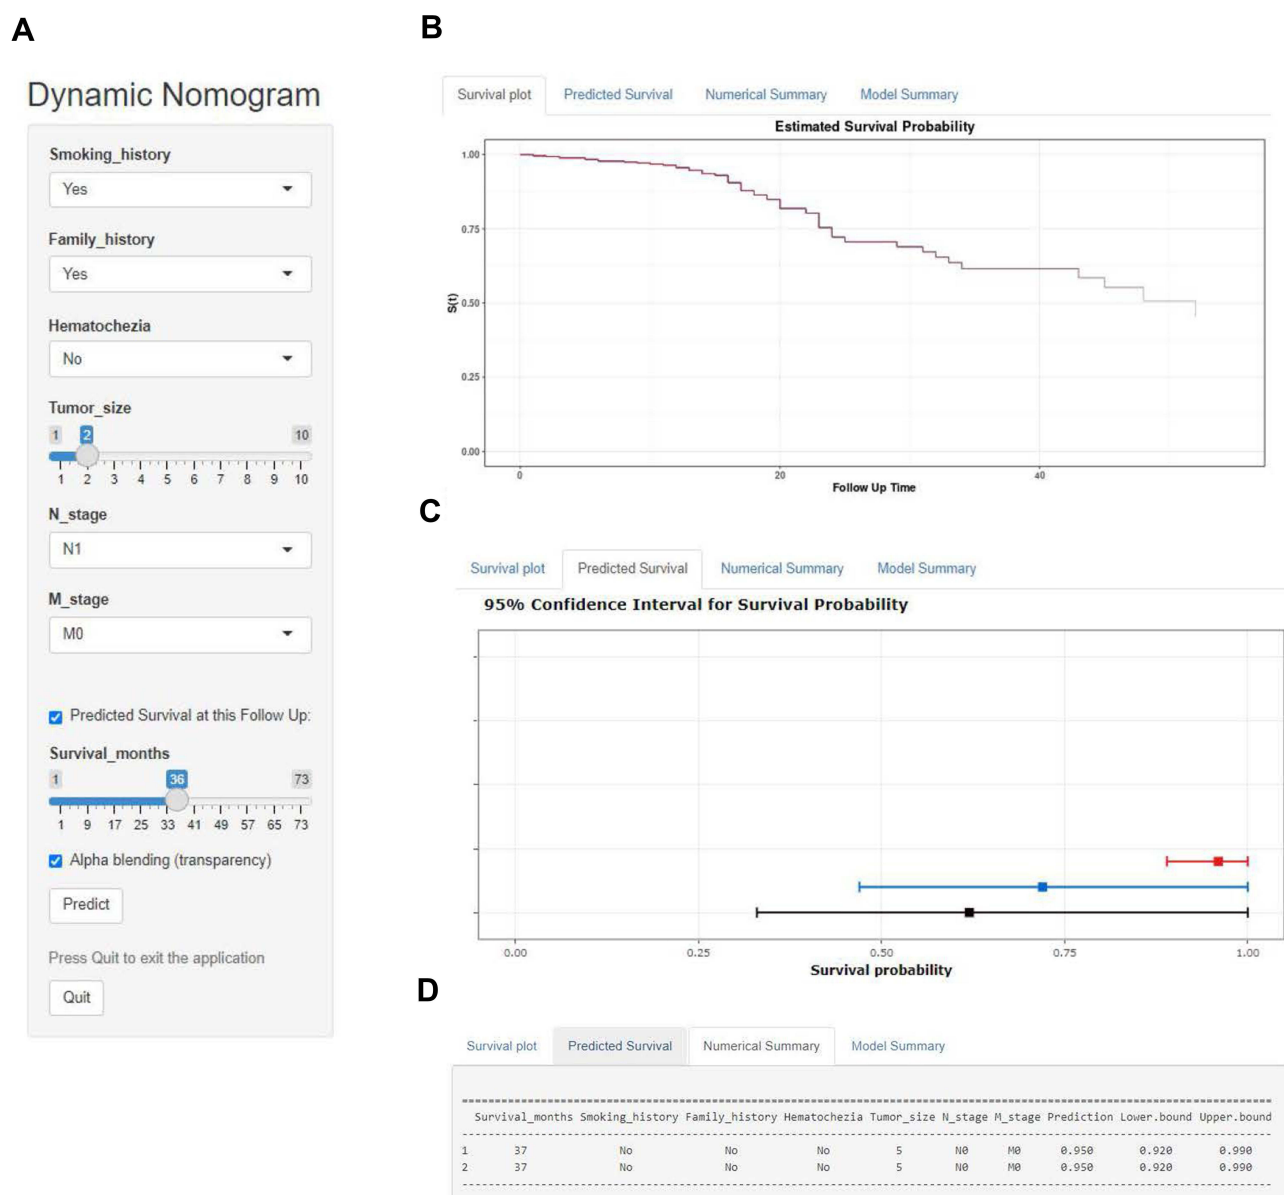 A
Dynamic Nomogram
Smoking_history
Yes
Family_history
Yes
Hematochezia
No
Tumor_size
1 2 10
1 2 3 4 5 6 7 8 9 10
N_stage
N1
M_stage
M0
Predicted Survival at this Follow Up:
Survival_months
1 36 73
1 9 17 25 33 41 49 57 65 73
Alpha blending (transparency)
Predict
Press Quit to exit the application
Quit
B
Survival plot Predicted Survival Numerical Summary Model Summary
Estimated Survival Probability
1.00
0.75
S(t)
0.50
0.25
0.00
0 20 40
Follow Up Time
C
Survival plot Predicted Survival Numerical Summary Model Summary
95% Confidence Interval for Survival Probability
0.00 0.25 0.50 0.75 1.00
Survival probability
D
Survival plot Predicted Survival Numerical Summary Model Summary
Survival_months Smoking_history Family_history Hematochezia Tumor_size N_stage M_stage Prediction Lower.bound Upper.bound
1 37 No No No 5 N0 M0 0.950 0.920 0.990
2 37 No No No 5 N0 M0 0.950 0.920 0.990